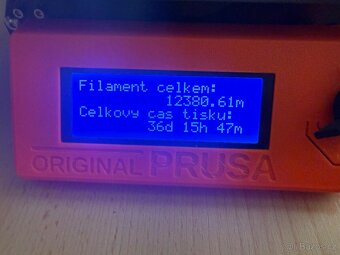 Filament celkem:
12380.61m
Celkovy cas tisku:
36d 15h 47m
ORIGINAL PRUSA